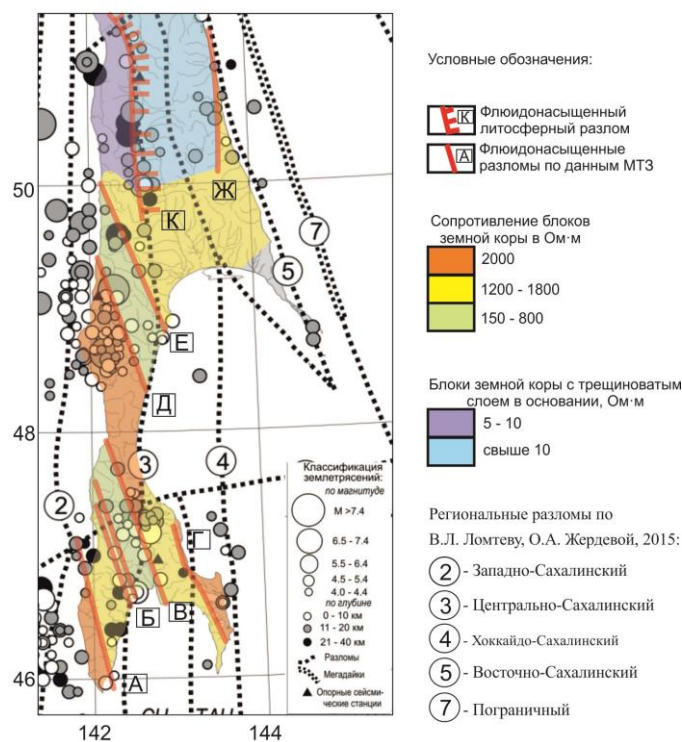 50
48
46
142
144
К
Ж
5
7
Е
Д
3
4
2
Г
Б
В
А
Классификация
землетрясений:
по магнитуде
M >7.4
6.5 - 7.4
5.5 - 6.4
4.5 - 5.4
4.0 - 4.4
по глубине
0 - 10 км
11 - 20 км
21 - 40 км
Разломы
Мегадайки
Опорные сейсми-
ческие станции
Условные обозначения:
К
Флюидонасыщенный
литосферный разлом
А
Флюидонасыщенные
разломы по данным МТЗ
Сопротивление блоков
земной коры в Ом·м
2000
1200 - 1800
150 - 800
Блоки земной коры с трещиноватым
слоем в основании, Ом·м
5 - 10
свыше 10
Региональные разломы по
В.Л. Ломтеву, О.А. Жердевой, 2015:
2 - Западно-Сахалинский
3 - Центрально-Сахалинский
4 - Хоккайдо-Сахалинский
5 - Восточно-Сахалинский
7 - Пограничный